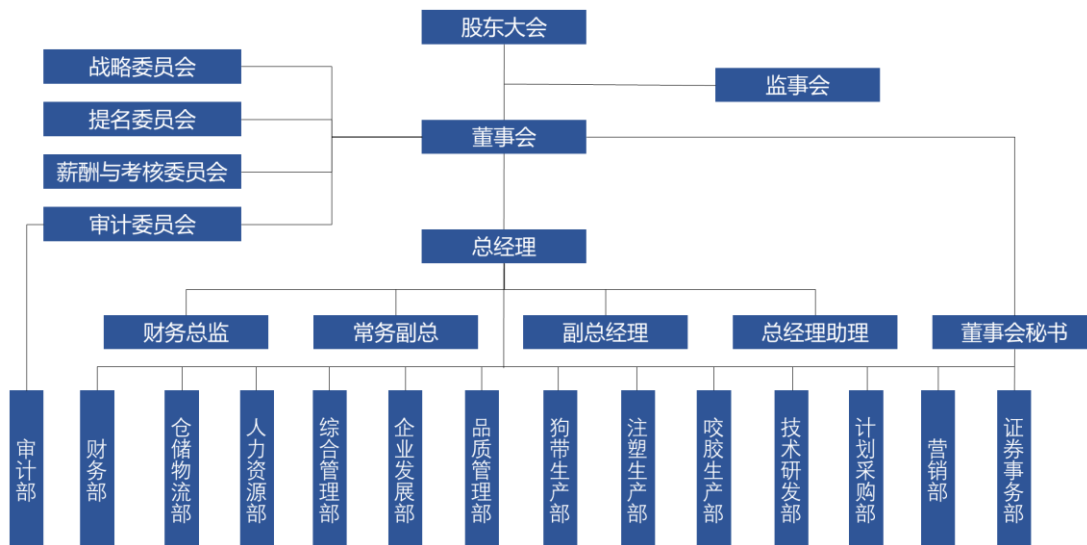 股东大会
战略委员会
监事会
提名委员会
董事会
薪酬与考核委员会
审计委员会
总经理
财务总监
常务副总
副总经理
总经理助理
董事会秘书
审计部
财务部
仓储物流部
人力资源部
综合管理部
企业发展部
品质管理部
狗带生产部
注塑生产部
咬胶生产部
技术研发部
计划采购部
营销部
证券事务部